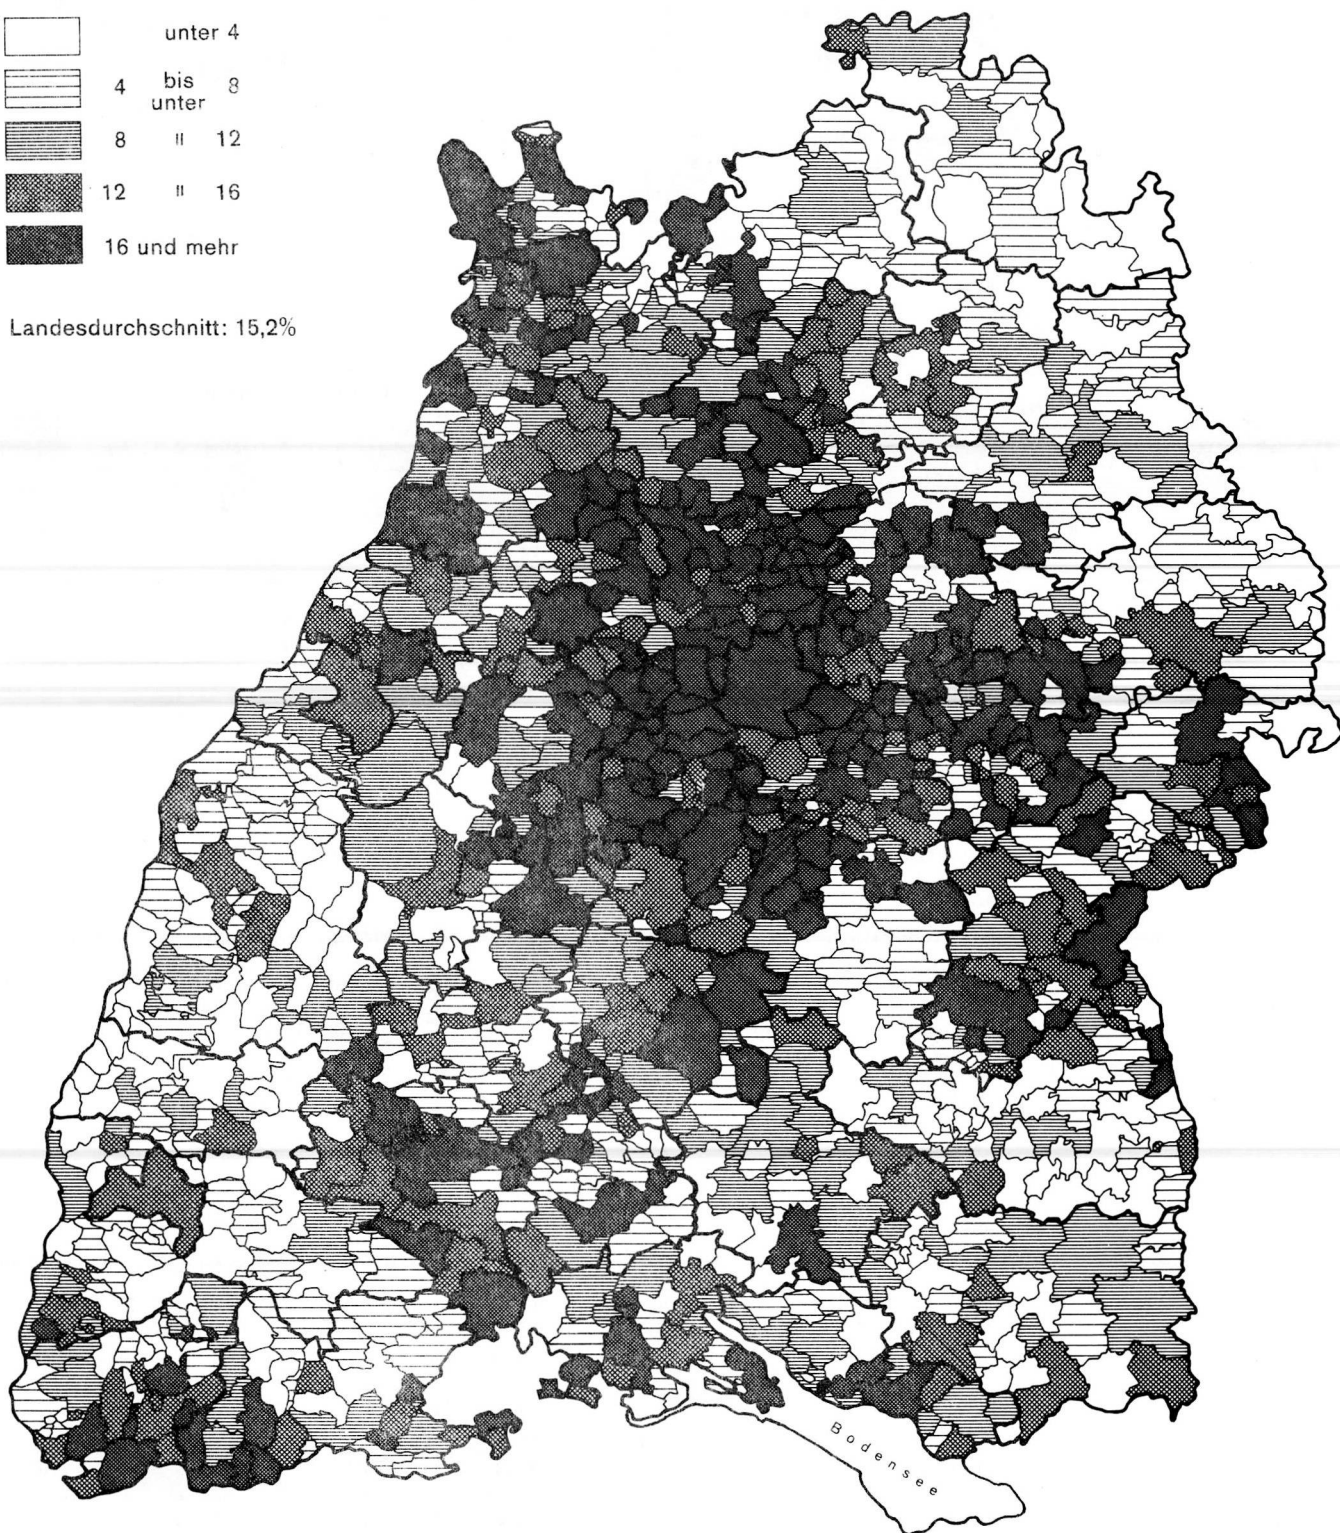 unter 4
4 bis unter 8
8 " 12
12 " 16
16 und mehr
Landesdurchschnitt: 15,2%
Bodensee